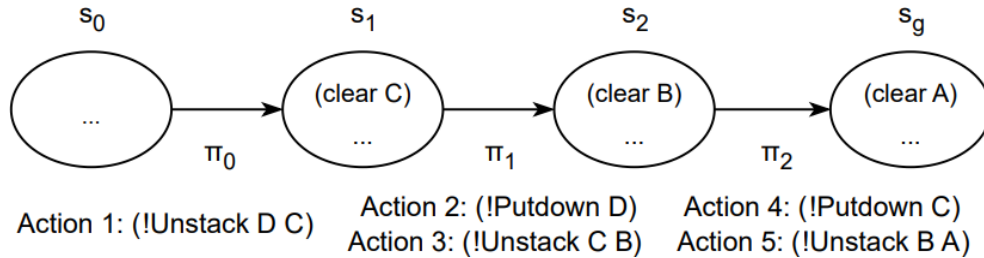 s0 s1 s2 sg
(clear C) (clear B) (clear A)
... ... ... ...
π0 π1 π2
Action 1: (!Unstack D C)
Action 2: (!Putdown D)
Action 3: (!Unstack C B)
Action 4: (!Putdown C)
Action 5: (!Unstack B A)